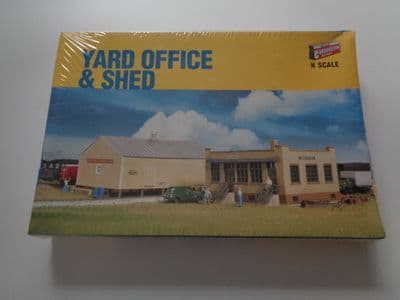 YARD OFFICE
& SHED
N SCALE